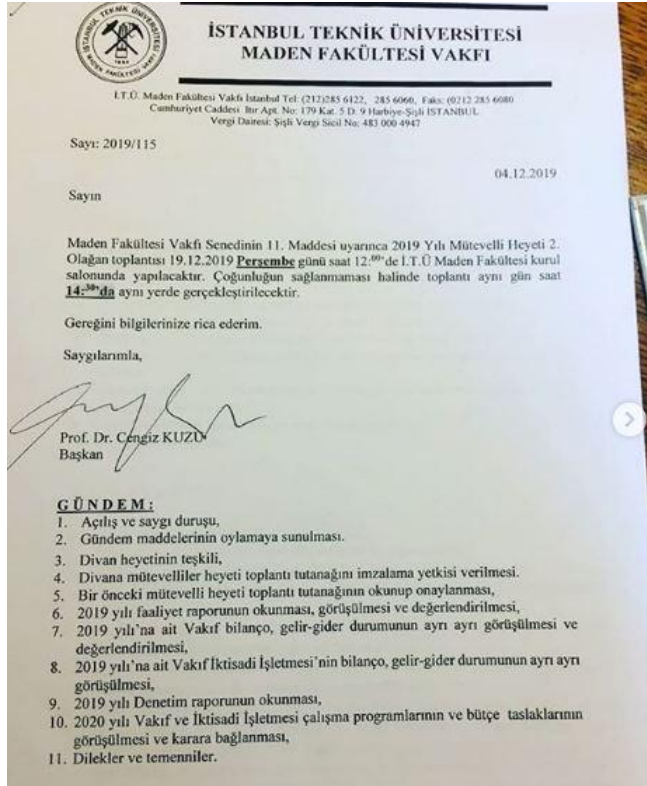 İSTANBUL TEKNİK ÜNİVERSİTESİ
MADEN FAKÜLTESİ VAKFI
İ.T.Ü. Maden Fakültesi Vakfı İstanbul Tel: (212)285 6122, 285 6060, Faks: (0212 285 6080
Cumhuriyet Caddesi Itır Apt. No: 179 Kat. 5 D. 9 Harbiye-Şişli İSTANBUL
Vergi Dairesi: Şişli Vergi Sicil No: 483 000 4947
Sayı: 2019/115
04.12.2019
Sayın
Maden Fakültesi Vakfı Senedinin 11. Maddesi uyarınca 2019 Yılı Mütevelli Heyeti 2.
Olağan toplantısı 19.12.2019 Perşembe günü saat 12:00'de İ.T.Ü Maden Fakültesi kurul
salonunda yapılacaktır. Çoğunluğun sağlanmaması halinde toplantı aynı gün saat
14:30'da aynı yerde gerçekleştirilecektir.
Gereğini bilgilerinize rica ederim.
Saygılarımla,
Prof. Dr. Cengiz KUZU
Başkan
GÜNDEM:
1. Açılış ve saygı duruşu,
2. Gündem maddelerinin oylamaya sunulması.
3. Divan heyetinin teşkili,
4. Divana mütevelliler heyeti toplantı tutanağını imzalama yetkisi verilmesi.
5. Bir önceki mütevelli heyeti toplantı tutanağının okunup onaylanması,
6. 2019 yılı faaliyet raporunun okunması, görüşülmesi ve değerlendirilmesi,
7. 2019 yılı'na ait Vakıf bilanço, gelir-gider durumunun ayrı ayrı görüşülmesi ve
değerlendirilmesi,
8. 2019 yılı'na ait Vakıf İktisadi İşletmesi'nin bilanço, gelir-gider durumunun ayrı ayrı
görüşülmesi,
9. 2019 yılı Denetim raporunun okunması,
10. 2020 yılı Vakıf ve İktisadi İşletmesi çalışma programlarının ve bütçe taslaklarının
görüşülmesi ve karara bağlanması,
11. Dilekler ve temenniler.